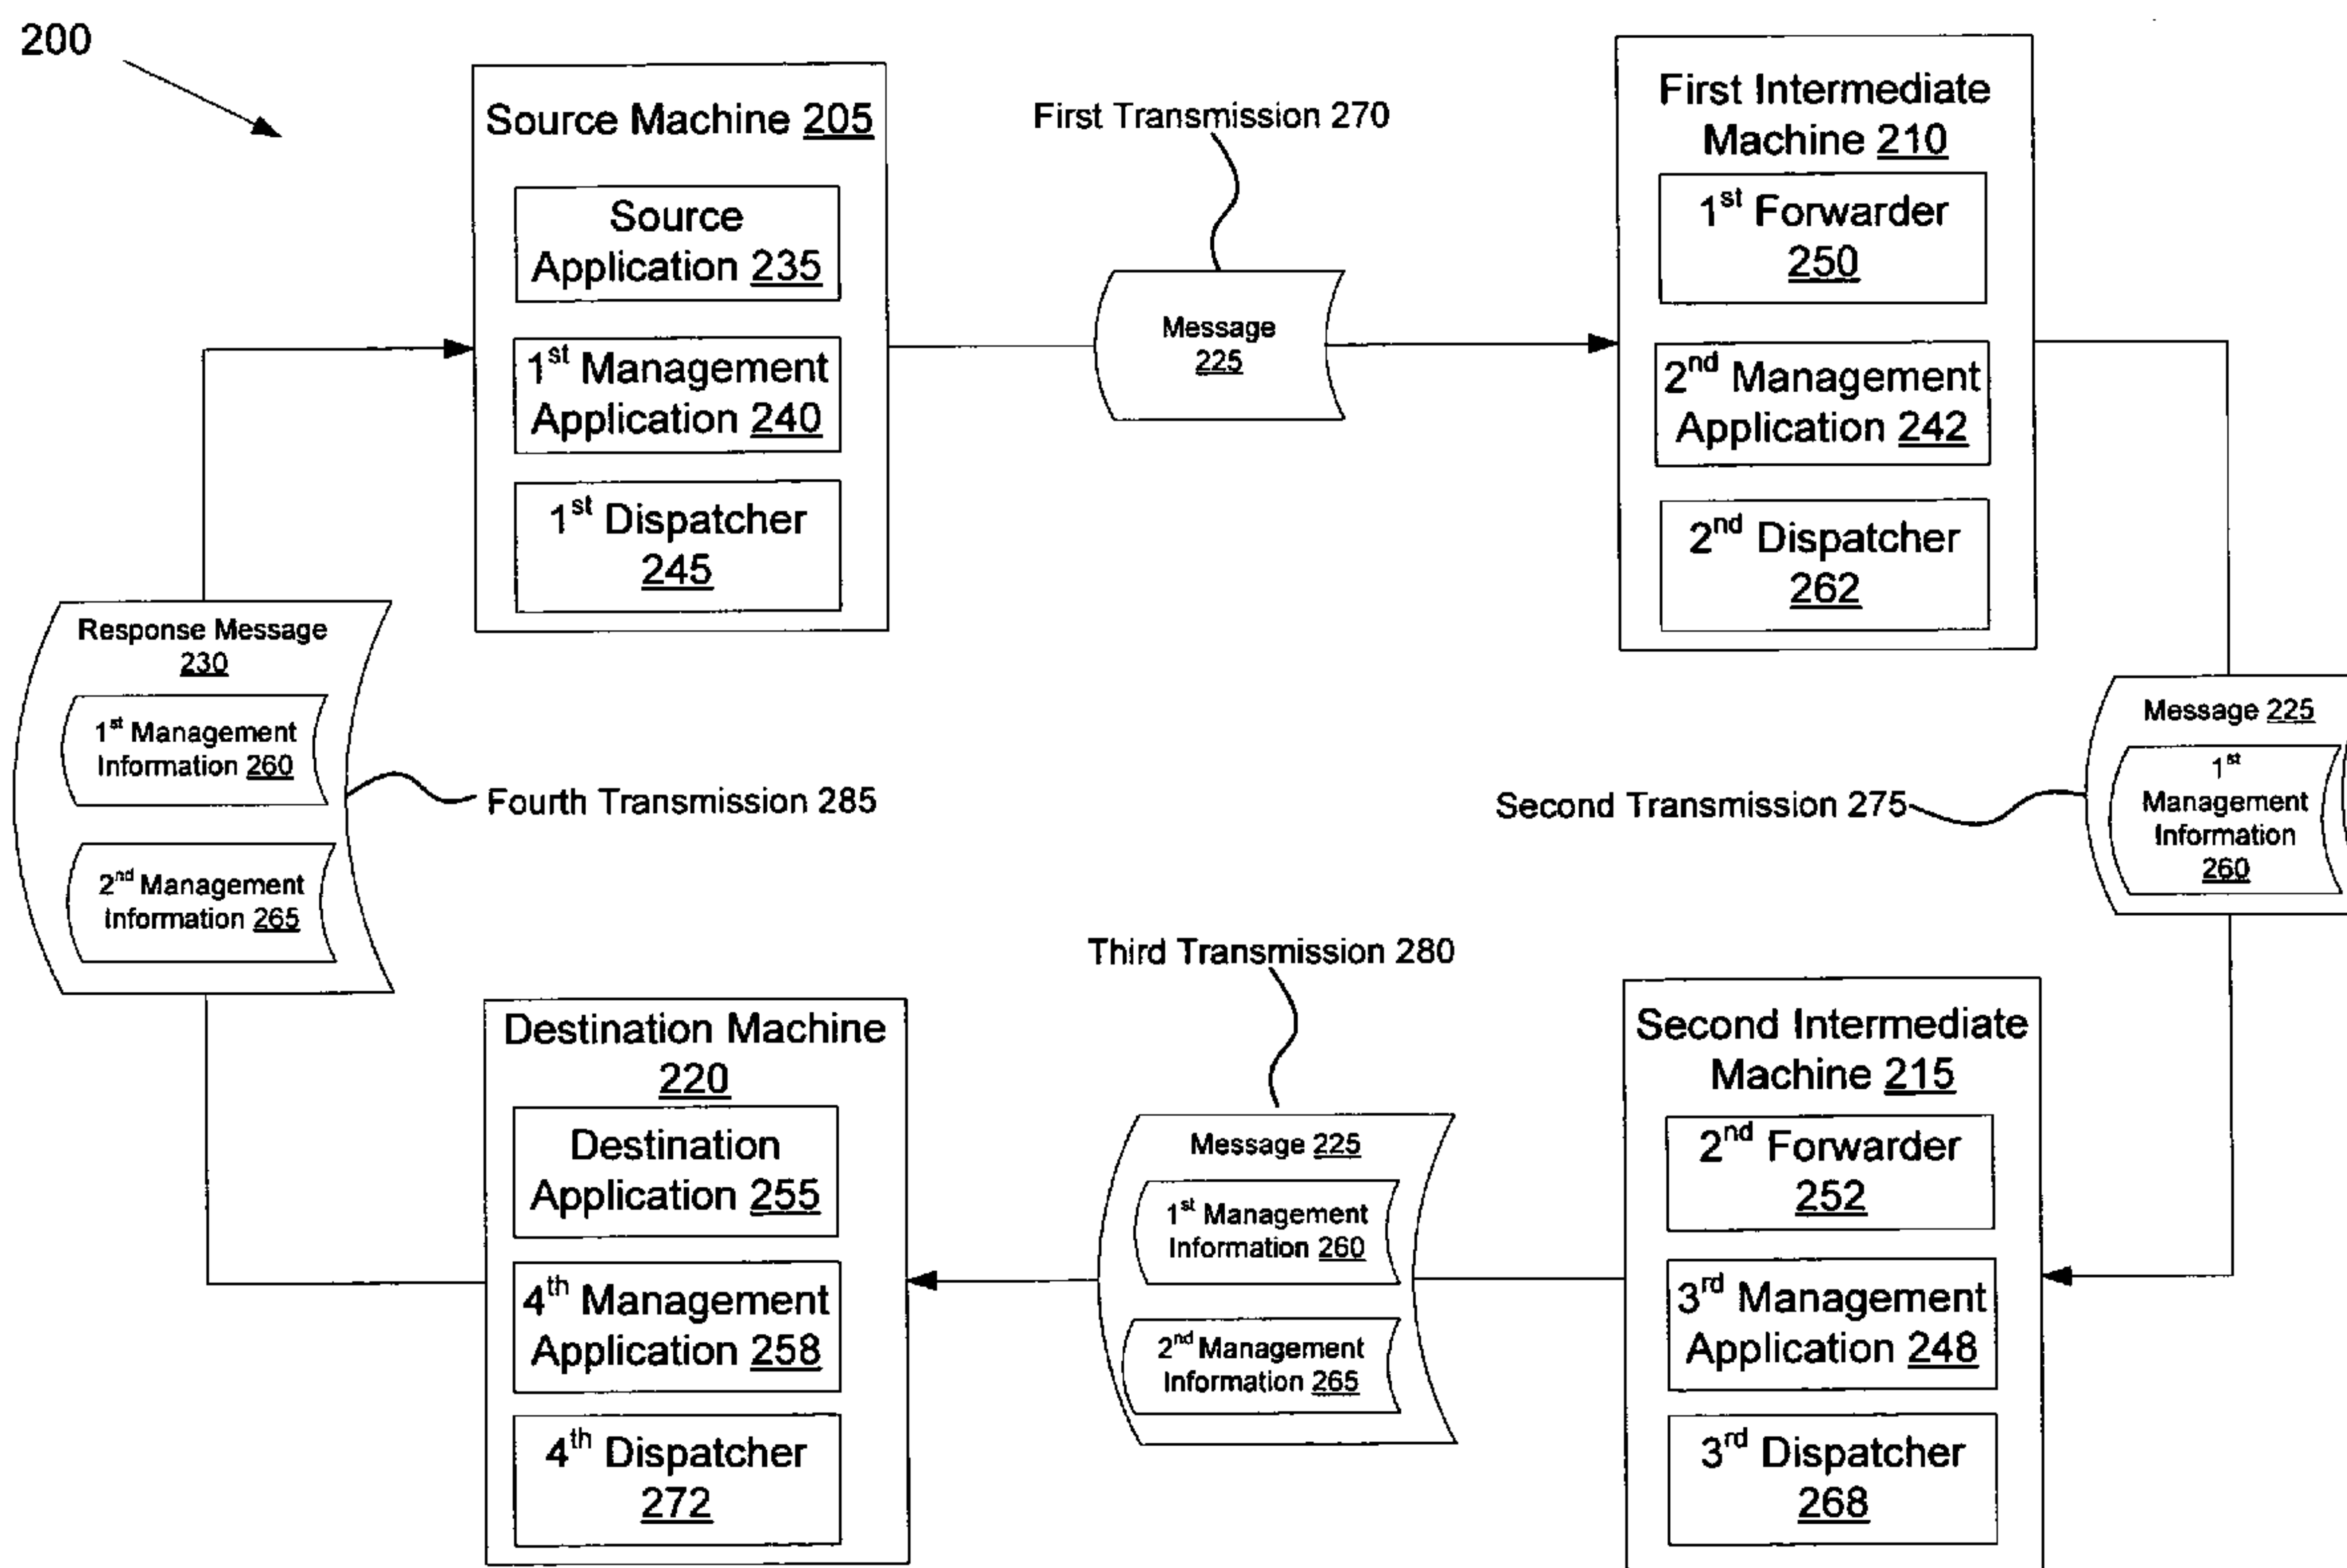 200
Source Machine 205
Source
Application 235
1st Management
Application 240
1st Dispatcher
245
First Transmission 270
Message
225
First Intermediate
Machine 210
1st Forwarder
250
2nd Management
Application 242
2nd Dispatcher
262
Response Message
230
1st Management
Information 260
2nd Management
Information 265
Fourth Transmission 285
Second Transmission 275
Message 225
1st
Management
Information
260
Third Transmission 280
Destination Machine
220
Destination
Application 255
4th Management
Application 258
4th Dispatcher
272
Message 225
1st Management
Information 260
2nd Management
Information 265
Second Intermediate
Machine 215
2nd Forwarder
252
3rd Management
Application 248
3rd Dispatcher
268